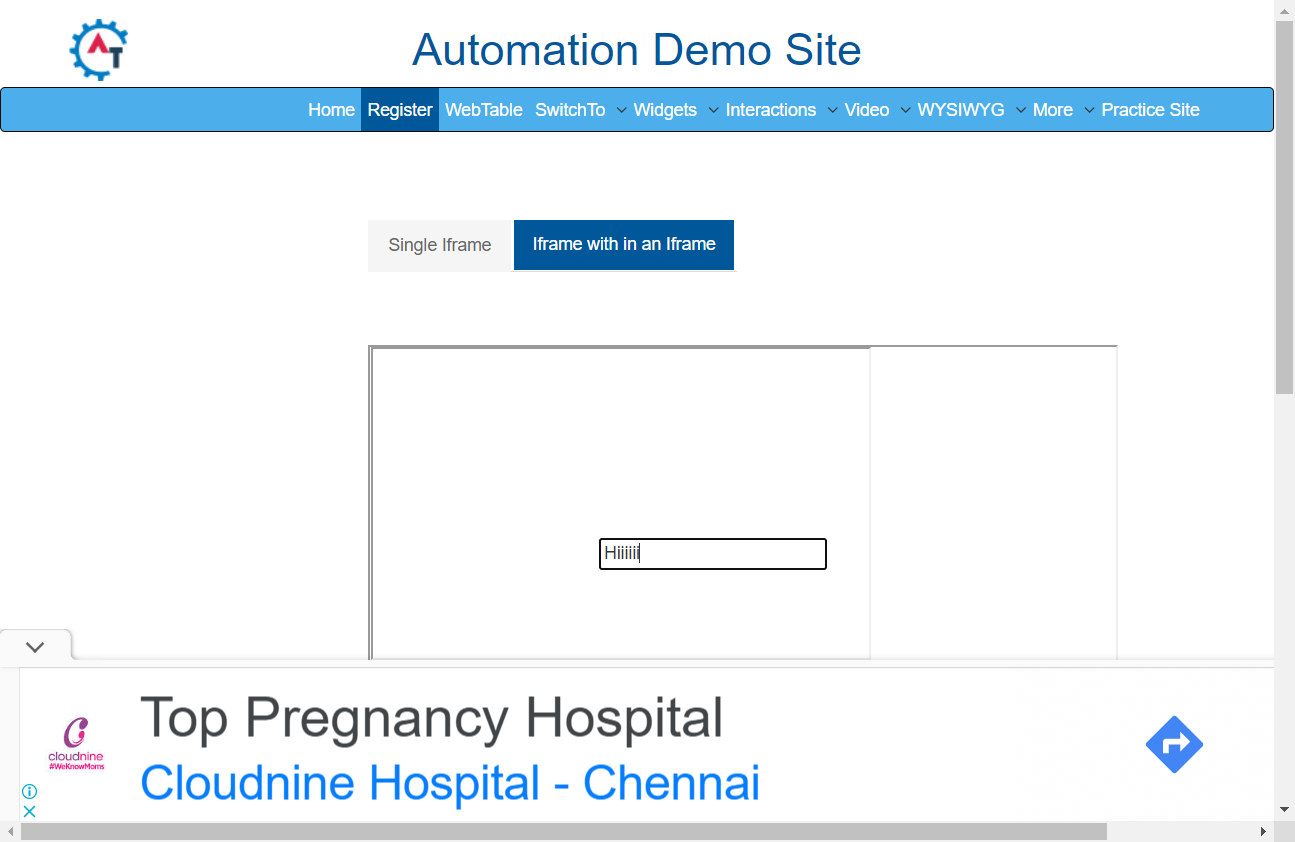 AT
Automation Demo Site
Home Register WebTable SwitchTo Widgets Interactions Video WYSIWYG More Practice Site
Single Iframe
Iframe with in an Iframe
Hiiiiii
Top Pregnancy Hospital
cloudnine
#WeKnowMoms
Cloudnine Hospital - Chennai